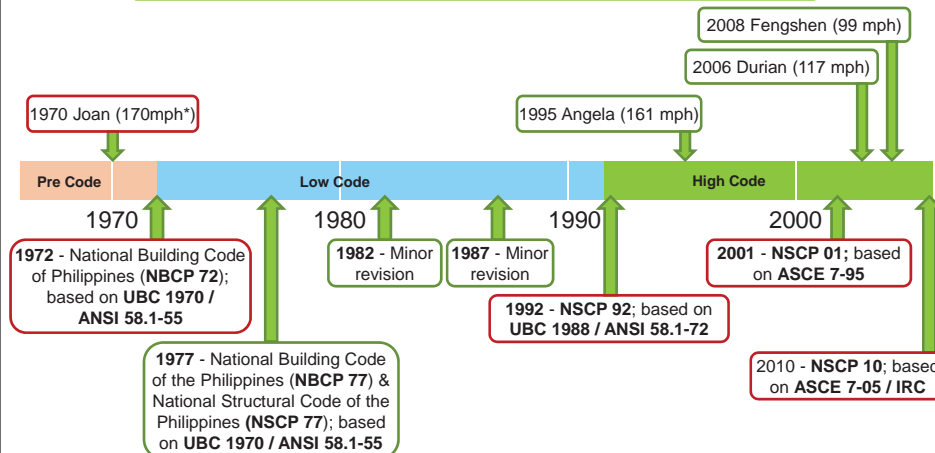 2008 Fengshen (99 mph)
2006 Durian (117 mph)
1970 Joan (170mph*)
1995 Angela (161 mph)
Pre Code
Low Code
High Code
1970
1980
1990
2000
1972 - National Building Code
of Philippines (NBCP 72);
based on UBC 1970 /
ANSI 58.1-55
1982 - Minor
revision
1987 - Minor
revision
2001 - NSCP 01; based
on ASCE 7-95
1992 - NSCP 92; based on
UBC 1988 / ANSI 58.1-72
1977 - National Building Code
of the Philippines (NBCP 77) &
National Structural Code of the
Philippines (NSCP 77); based
on UBC 1970 / ANSI 58.1-55
2010 - NSCP 10; based
on ASCE 7-05 / IRC